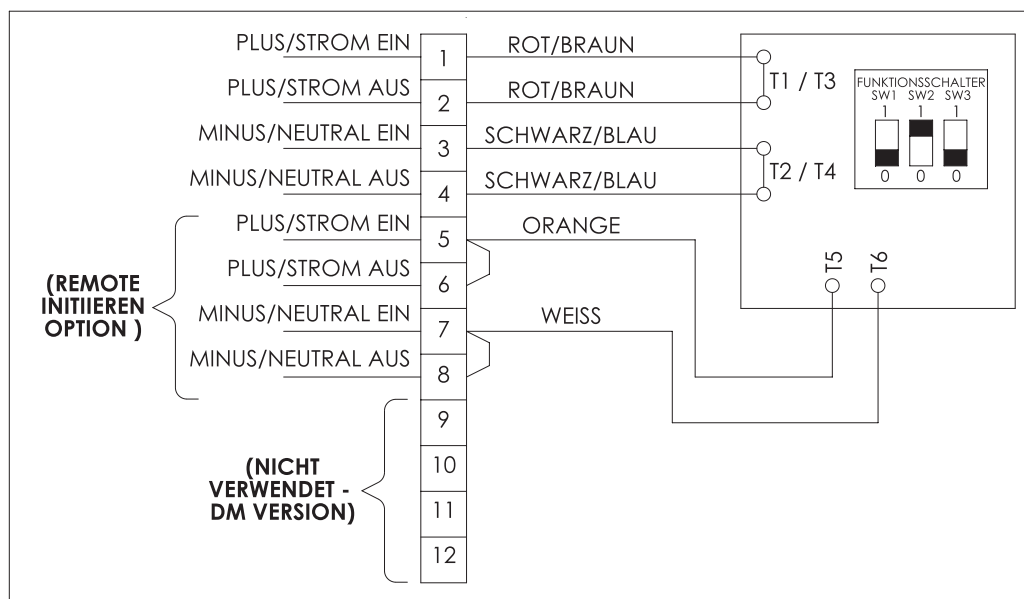 PLUS/STROM EIN 1 ROT/BRAUN
PLUS/STROM AUS 2 ROT/BRAUN
T1 / T3
MINUS/NEUTRAL EIN 3 SCHWARZ/BLAU
MINUS/NEUTRAL AUS 4 SCHWARZ/BLAU
T2 / T4
FUNKTIONSSCHALTER
SW1 SW2 SW3
1 1 1
0 0 0
PLUS/STROM EIN 5 ORANGE
PLUS/STROM AUS 6
MINUS/NEUTRAL EIN 7 WEISS
MINUS/NEUTRAL AUS 8
T5 T6
(REMOTE
INITIIEREN
OPTION )
9
10
11
12
(NICHT
VERWENDET -
DM VERSION)